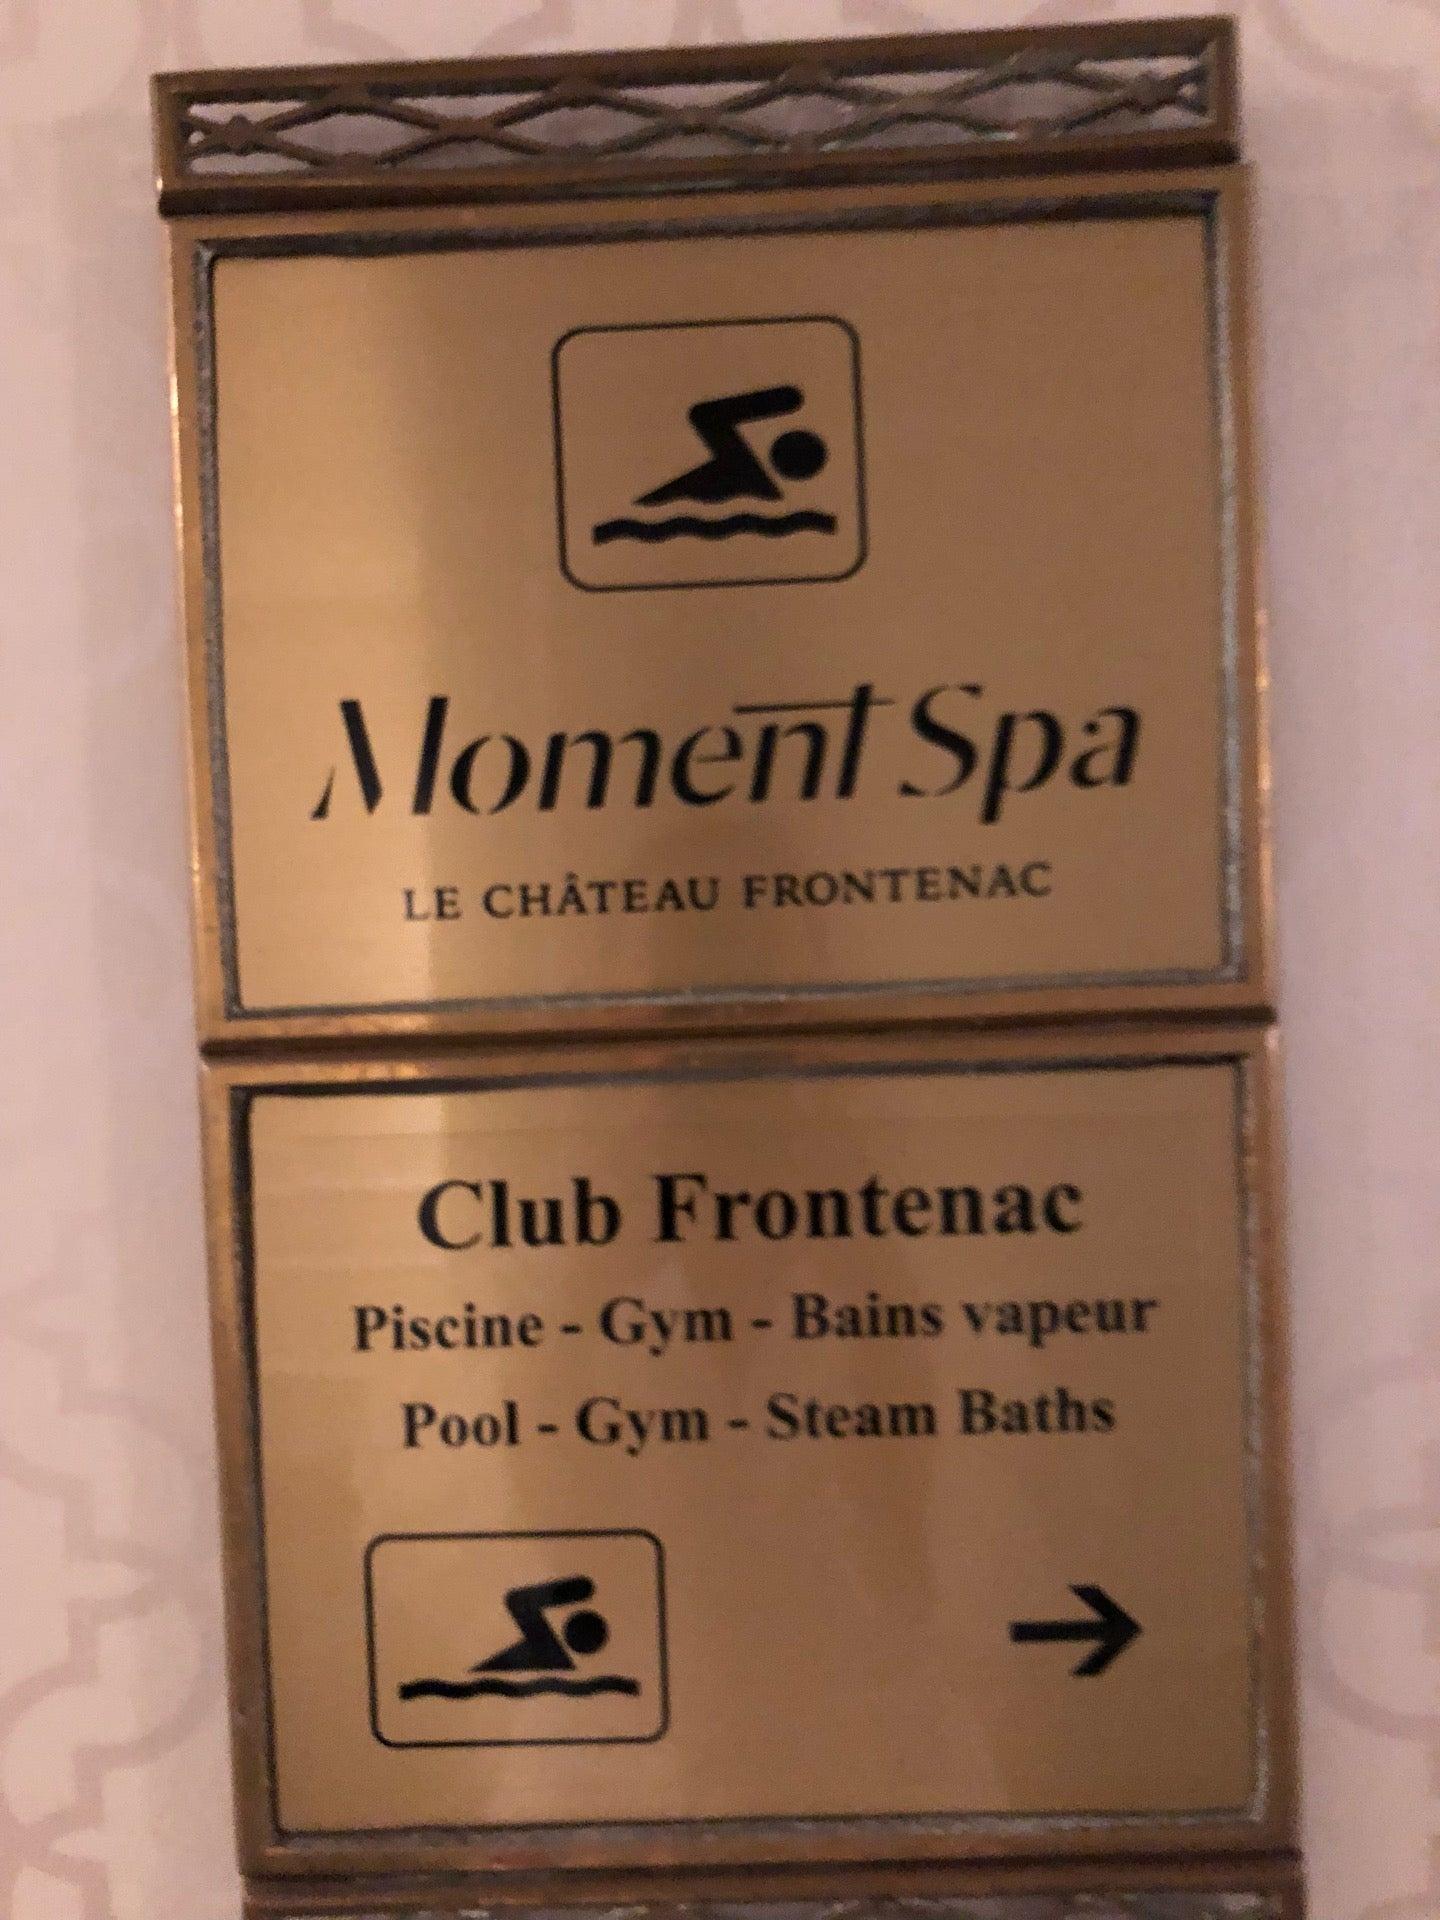 Moment Spa
LE CHÂTEAU FRONTENAC
Club Frontenac
Piscine - Gym - Bains vapeur
Pool - Gym - Steam Baths